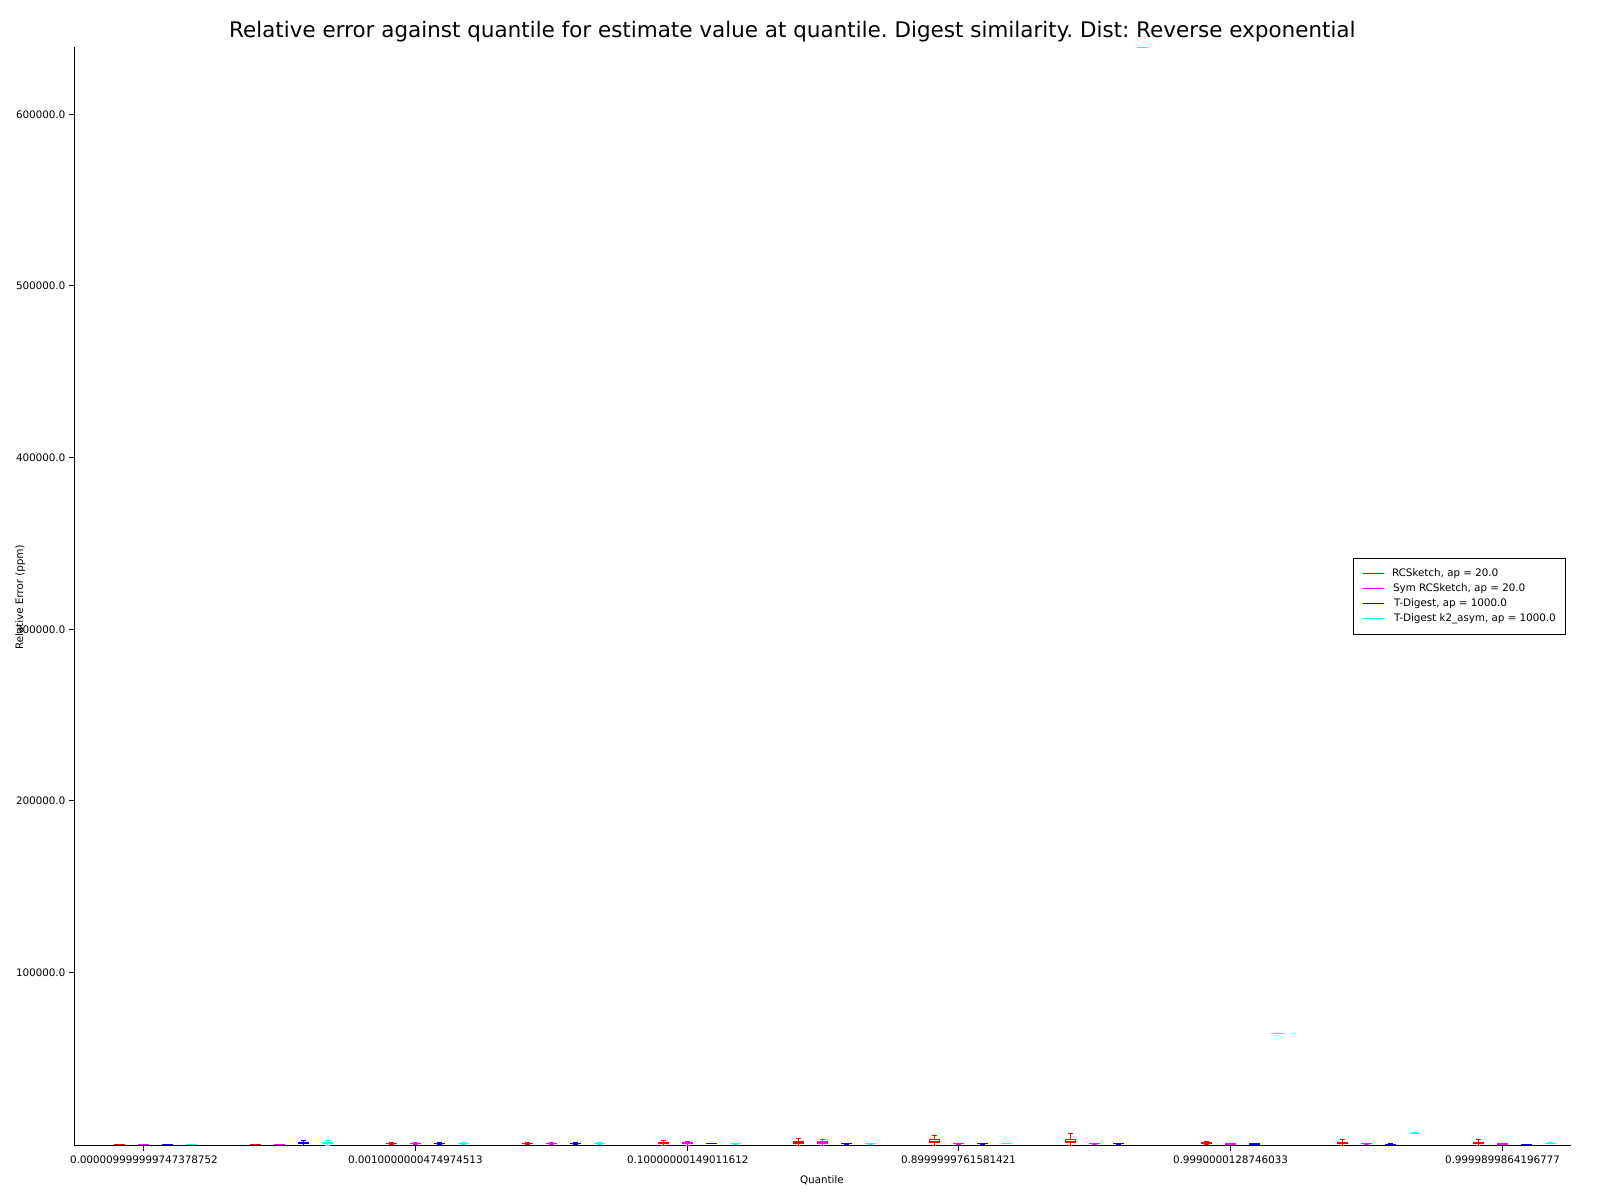 Relative error against quantile for estimate value at quantile. Digest similarity. Dist: Reverse exponential
600000.0
500000.0
400000.0
300000.0
200000.0
100000.0
Relative Error (ppm)
RCSketch, ap = 20.0
Sym RCSketch, ap = 20.0
T-Digest, ap = 1000.0
T-Digest k2_asym, ap = 1000.0
0.000009999999747378752
0.001000000474974513
0.10000000149011612
0.8999999761581421
0.9990000128746033
0.9999899864196777
Quantile